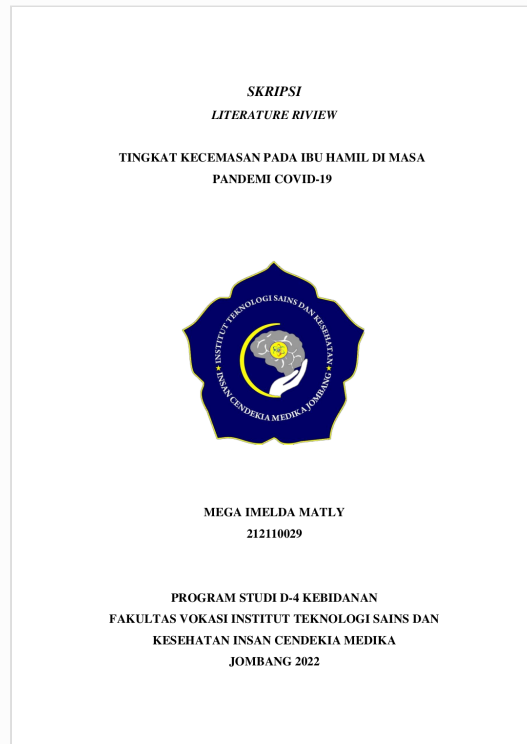 SKRIPSI
LITERATURE RIVIEW
TINGKAT KECEMASAN PADA IBU HAMIL DI MASA
PANDEMI COVID-19
INSTITUT TEKNOLOGI SAINS DAN KESEHATAN
INSAN CENDEKIA MEDIKA JOMBANG
MEGA IMELDA MATLY
212110029
PROGRAM STUDI D-4 KEBIDANAN
FAKULTAS VOKASI INSTITUT TEKNOLOGI SAINS DAN
KESEHATAN INSAN CENDEKIA MEDIKA
JOMBANG 2022